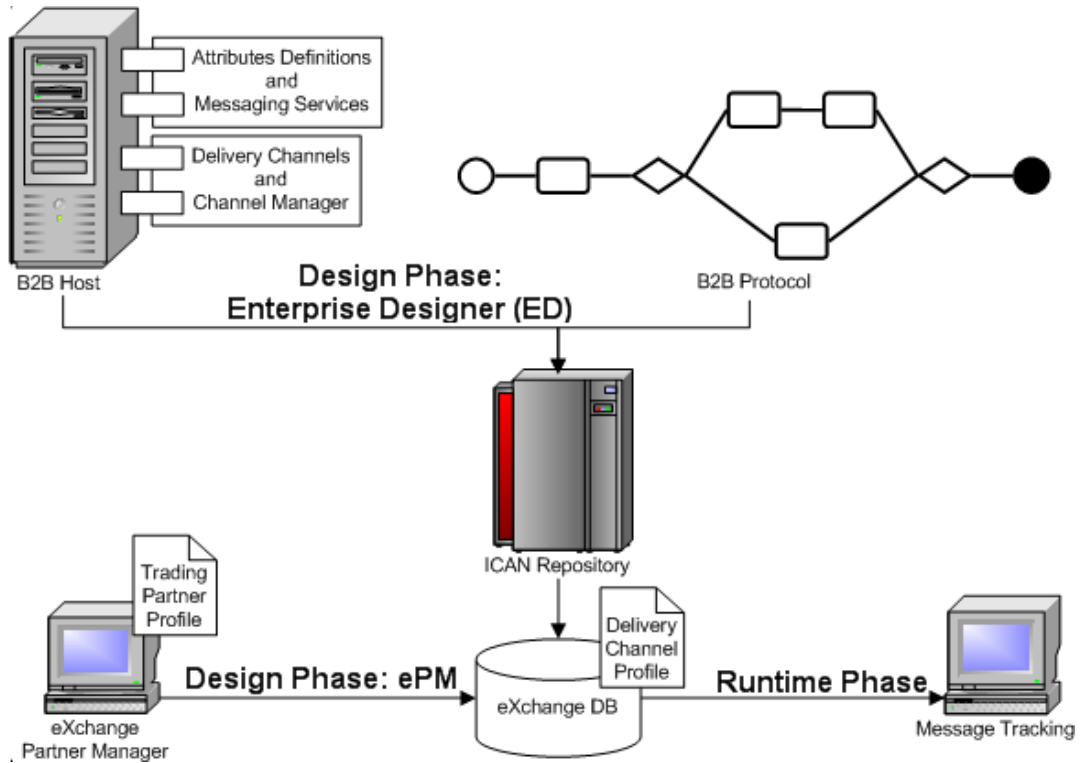 Attributes Definitions
and
Messaging Services
Delivery Channels
and
Channel Manager
B2B Host
B2B Protocol
Design Phase:
Enterprise Designer (ED)
ICAN Repository
Trading
Partner
Profile
Delivery
Channel
Profile
Design Phase: ePM
eXchange DB
Runtime Phase
eXchange
Partner Manager
Message Tracking